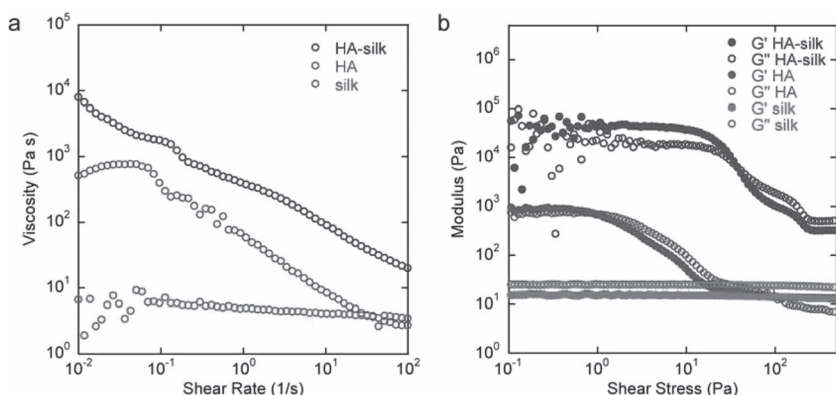 a
10^5
10^4
10^3
10^2
10^1
10^0
Viscosity (Pa s)
HA-silk
HA
silk
10^-2 10^-1 10^0 10^1 10^2
Shear Rate (1/s)
b
10^6
10^5
10^4
10^3
10^2
10^1
10^0
Modulus (Pa)
G' HA-silk
G" HA-silk
G' HA
G" HA
G' silk
G" silk
10^-1 10^0 10^1 10^2
Shear Stress (Pa)